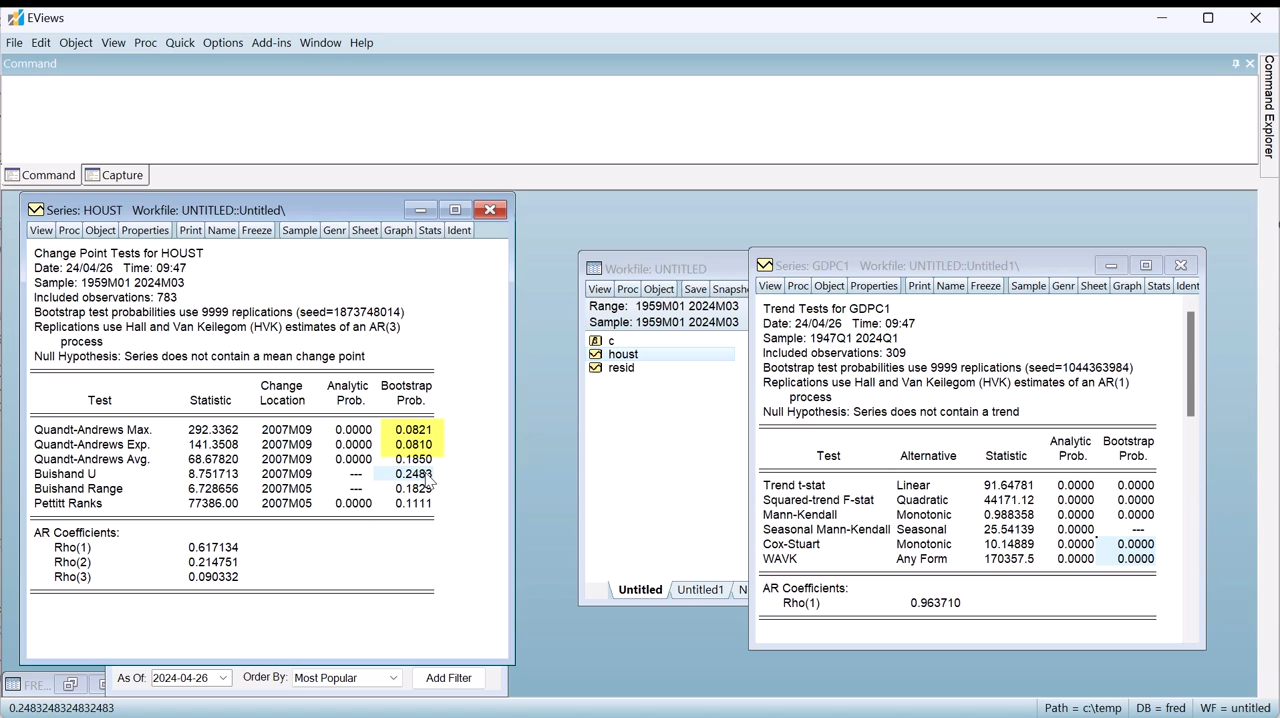 EViews
File Edit Object View Proc Quick Options Add-ins Window Help
Command
Command Explorer
Command Capture
Series: HOUST Workfile: UNTITLED::Untitled\
View Proc Object Properties Print Name Freeze Sample Genr Sheet Graph Stats Ident
Change Point Tests for HOUST
Date: 24/04/26 Time: 09:47
Sample: 1959M01 2024M03
Included observations: 783
Bootstrap test probabilities use 9999 replications (seed=1873748014)
Replications use Hall and Van Keilegom (HVK) estimates of an AR(3)
process
Null Hypothesis: Series does not contain a mean change point
Change Analytic Bootstrap
Test Statistic Location Prob. Prob.
Quandt-Andrews Max. 292.3362 2007M09 0.0000 0.0821
Quandt-Andrews Exp. 141.3508 2007M09 0.0000 0.0810
Quandt-Andrews Avg. 68.67820 2007M09 0.0000 0.1850
Buishand U 8.751713 2007M09 --- 0.2483
Buishand Range 6.728656 2007M05 --- 0.1829
Pettitt Ranks 77386.00 2007M05 0.0000 0.1111
AR Coefficients:
Rho(1) 0.617134
Rho(2) 0.214751
Rho(3) 0.090332
Workfile: UNTITLED
View Proc Object Save Snapsh
Range: 1959M01 2024M03
Sample: 1959M01 2024M03
c
houst
resid
Untitled Untitled1 N
Series: GDPC1 Workfile: UNTITLED::Untitled1\
View Proc Object Properties Print Name Freeze Sample Genr Sheet Graph Stats Ident
Trend Tests for GDPC1
Date: 24/04/26 Time: 09:47
Sample: 1947Q1 2024Q1
Included observations: 309
Bootstrap test probabilities use 9999 replications (seed=1044363984)
Replications use Hall and Van Keilegom (HVK) estimates of an AR(1)
process
Null Hypothesis: Series does not contain a trend
Analytic Bootstrap
Test Alternative Statistic Prob. Prob.
Trend t-stat Linear 91.64781 0.0000 0.0000
Squared-trend F-stat Quadratic 44171.12 0.0000 0.0000
Mann-Kendall Monotonic 0.988358 0.0000 0.0000
Seasonal Mann-Kendall Seasonal 25.54139 0.0000 ---
Cox-Stuart Monotonic 10.14889 0.0000 0.0000
WAVK Any Form 170357.5 0.0000 0.0000
AR Coefficients:
Rho(1) 0.963710
FRE... As Of: 2024-04-26 Order By: Most Popular Add Filter
0.2483248324832483 Path = c:\temp DB = fred WF = untitled